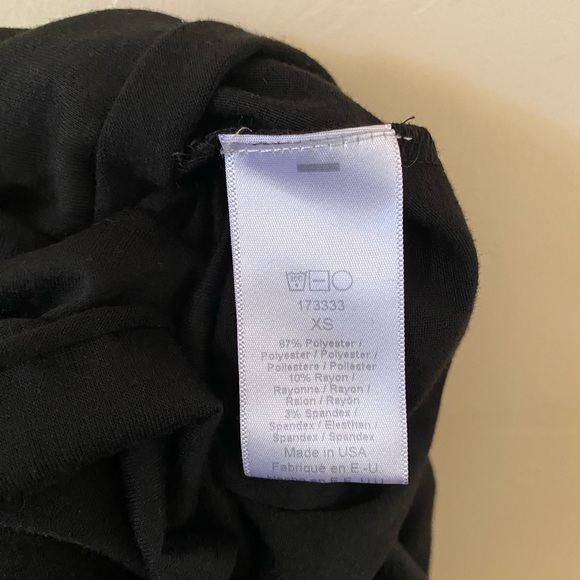 173333
XS
87% Polyester /
Polyester / Polyester /
Poliestere / Poliéster
10% Rayon /
Rayonne / Rayon /
Raion / Rayón
3% Spandex /
Spandex / Elasthan /
Spandex / Spandex
Made in USA
Fabriqué en E -U